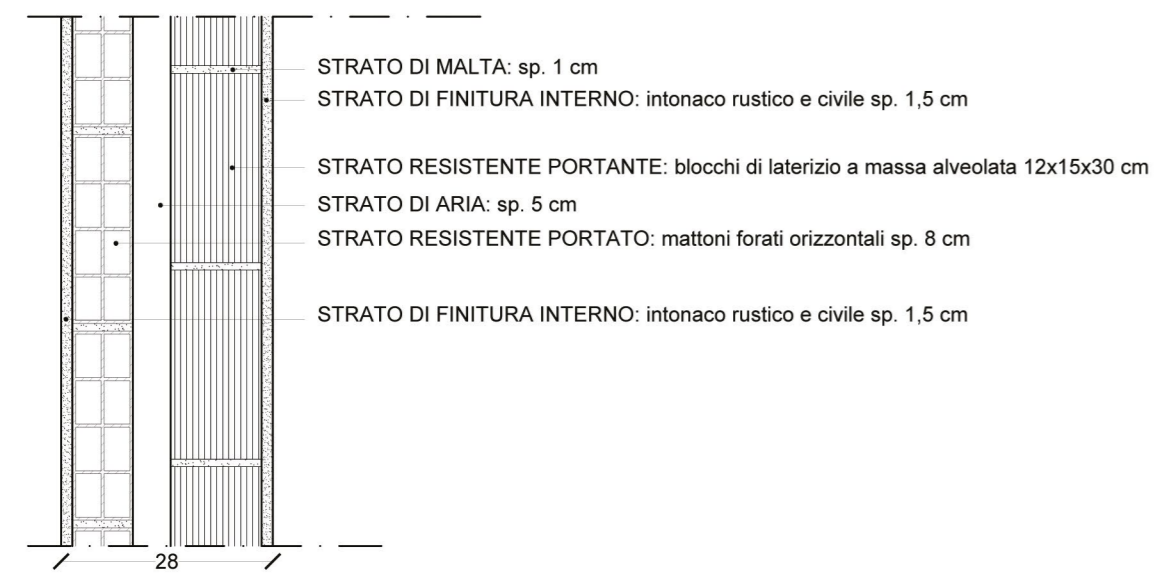 STRATO DI MALTA: sp. 1 cm
STRATO DI FINITURA INTERNO: intonaco rustico e civile sp. 1,5 cm
STRATO RESISTENTE PORTANTE: blocchi di laterizio a massa alveolata 12x15x30 cm
STRATO DI ARIA: sp. 5 cm
STRATO RESISTENTE PORTATO: mattoni forati orizzontali sp. 8 cm
STRATO DI FINITURA INTERNO: intonaco rustico e civile sp. 1,5 cm
28